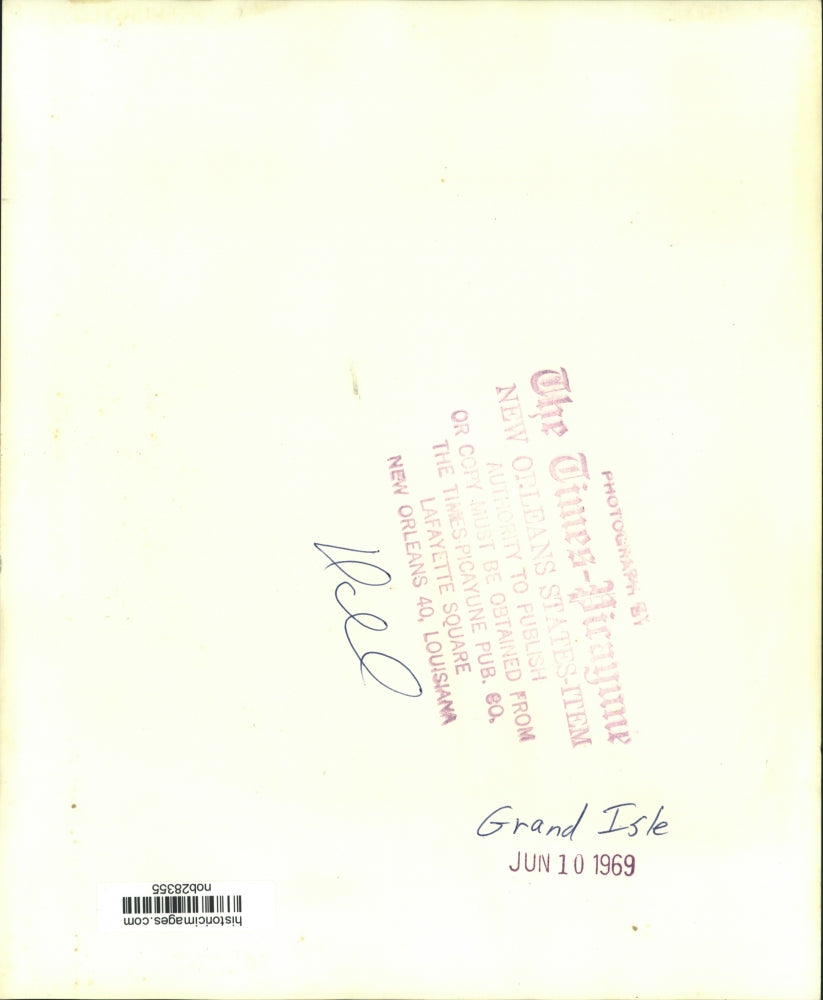 PHOTOGRAPH BY
The Times-Picayune
NEW ORLEANS STATES-ITEM
AUTHORITY TO PUBLISH
OR COPY MUST BE OBTAINED FROM
THE TIMES-PICAYUNE PUB. CO.
LAFAYETTE SQUARE
NEW ORLEANS 40, LOUISIANA
Grand Isle
JUN 10 1969
historicimages.com
nob28355